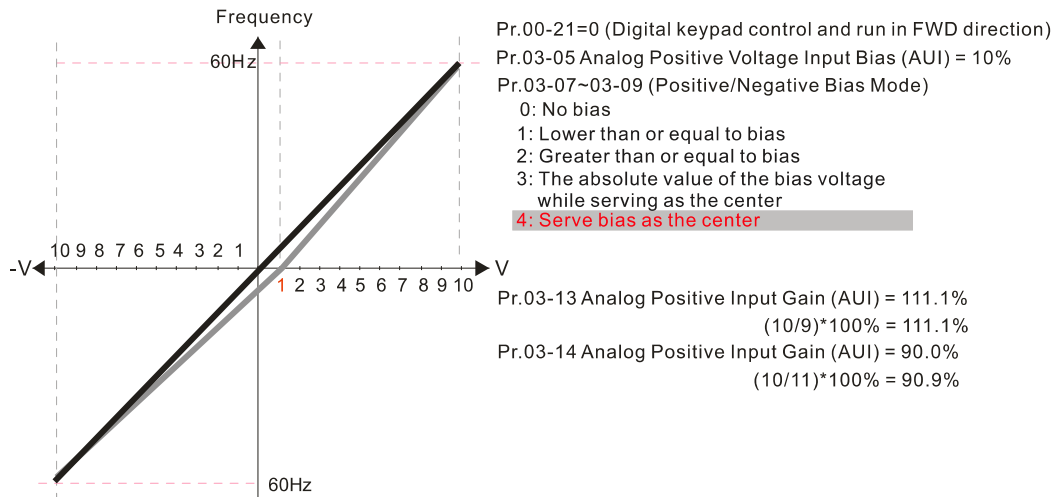 Frequency
60Hz
10 9 8 7 6 5 4 3 2 1
-V
V
1 2 3 4 5 6 7 8 9 10
60Hz
Pr.00-21=0 (Digital keypad control and run in FWD direction)
Pr.03-05 Analog Positive Voltage Input Bias (AUI) = 10%
Pr.03-07~03-09 (Positive/Negative Bias Mode)
0: No bias
1: Lower than or equal to bias
2: Greater than or equal to bias
3: The absolute value of the bias voltage
while serving as the center
4: Serve bias as the center
Pr.03-13 Analog Positive Input Gain (AUI) = 111.1%
(10/9)*100% = 111.1%
Pr.03-14 Analog Positive Input Gain (AUI) = 90.0%
(10/11)*100% = 90.9%